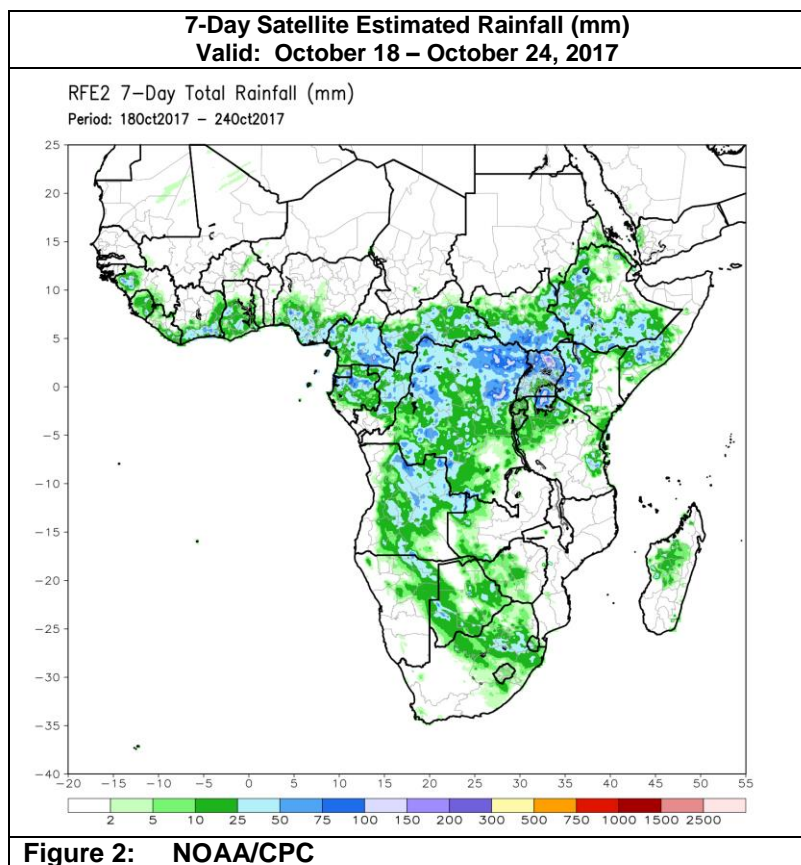 7-Day Satellite Estimated Rainfall (mm)
Valid:  October 18 – October 24, 2017
RFE2 7-Day Total Rainfall (mm)
Period: 18Oct2017 – 24Oct2017
25
20
15
10
5
0
-5
-10
-15
-20
-25
-30
-35
-40
-20 -15 -10 -5 0 5 10 15 20 25 30 35 40 45 50 55
2 5 10 25 50 75 100 150 200 300 500 750 1000 1500 2500
Figure 2: NOAA/CPC